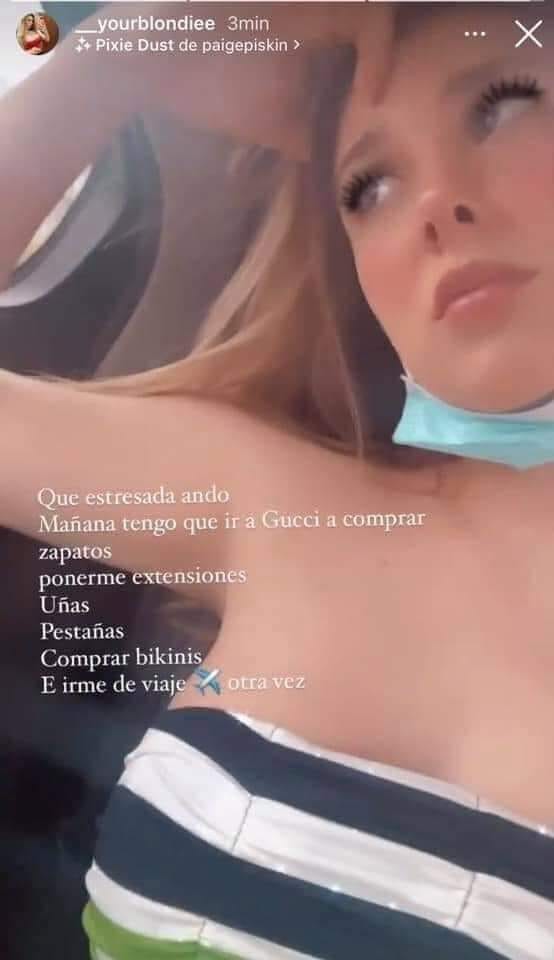 __yourblondiee 3min
Pixie Dust de paigepiskin >
Que estresada ando
Mañana tengo que ir a Gucci a comprar
zapatos
ponerme extensiones
Uñas
Pestañas
Comprar bikinis
E irme de viaje ✈️ otra vez